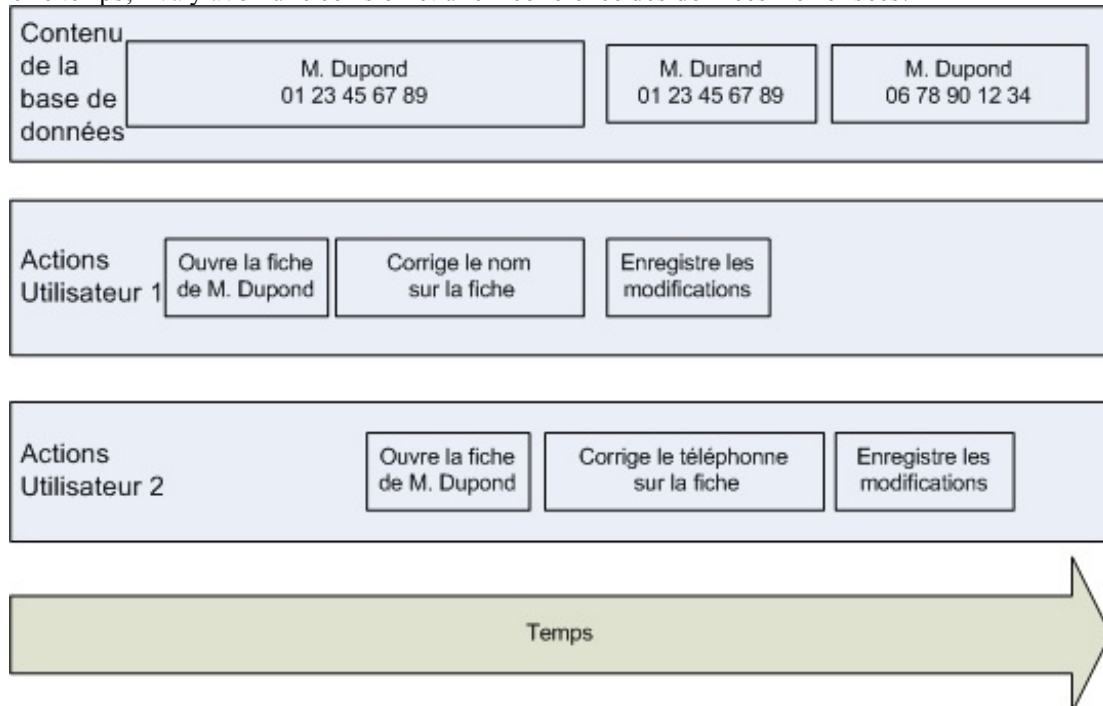 Contenu
de la
base de
données
M. Dupond
01 23 45 67 89
M. Durand
01 23 45 67 89
M. Dupond
06 78 90 12 34
Actions
Utilisateur 1
Ouvre la fiche
de M. Dupond
Corrige le nom
sur la fiche
Enregistre les
modifications
Actions
Utilisateur 2
Ouvre la fiche
de M. Dupond
Corrige le téléphonne
sur la fiche
Enregistre les
modifications
Temps